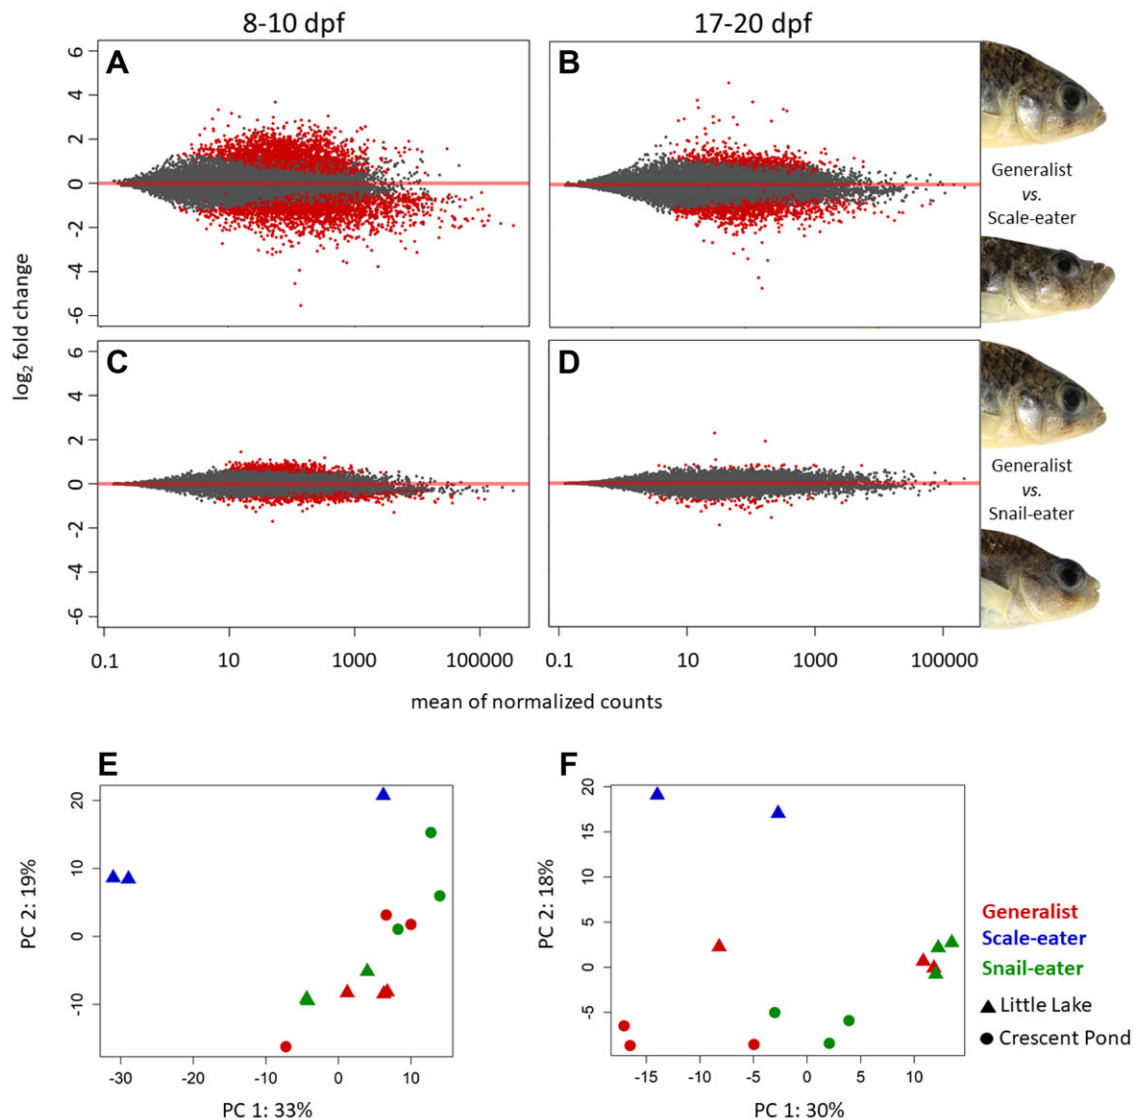 8-10 dpf
17-20 dpf
A
B
6
4
2
0
-2
-4
-6
Generalist
vs.
Scale-eater
C
D
6
4
2
0
-2
-4
-6
Generalist
vs.
Snail-eater
log2 fold change
0.1 10 1000 100000
0.1 10 1000 100000
mean of normalized counts
E
20
10
0
-10
PC 2: 19%
-30 -20 -10 0 10
PC 1: 33%
F
20
15
10
5
0
-5
PC 2: 18%
-15 -10 -5 0 5 10
PC 1: 30%
Generalist
Scale-eater
Snail-eater
Little Lake
Crescent Pond